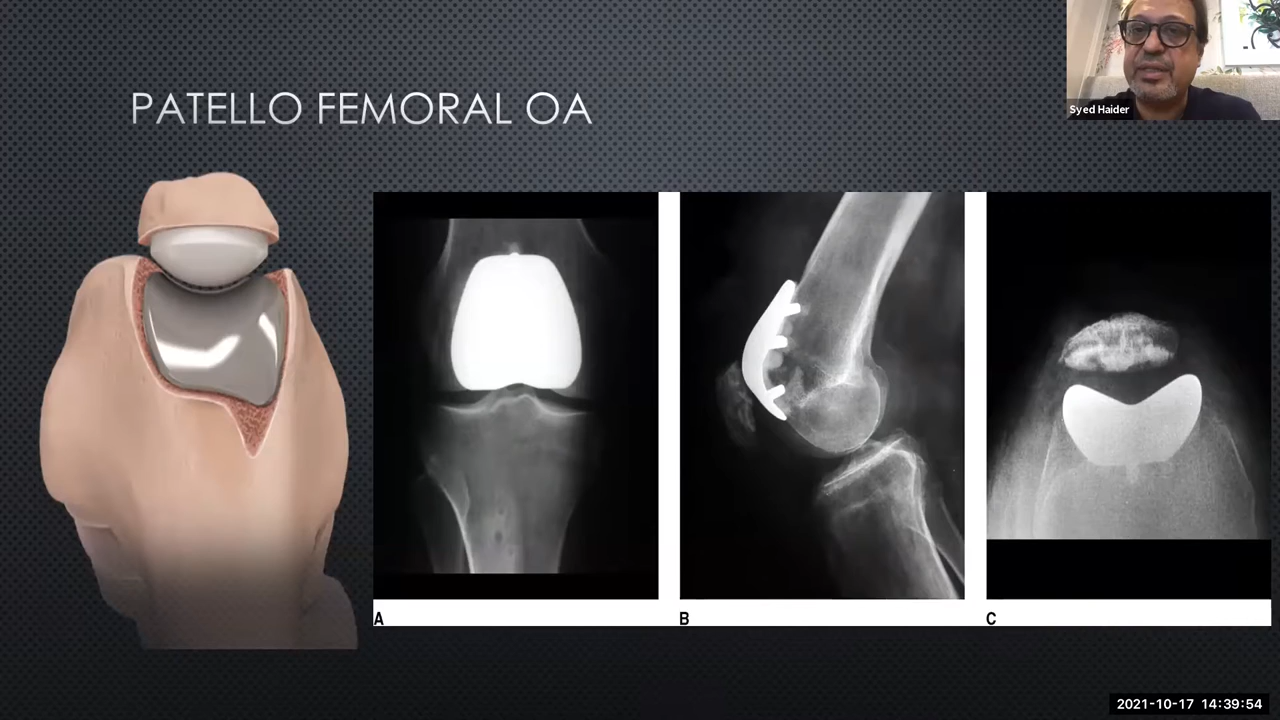 PATELLO FEMORAL OA
Syed Haider
A
B
C
2021-10-17 14:39:54